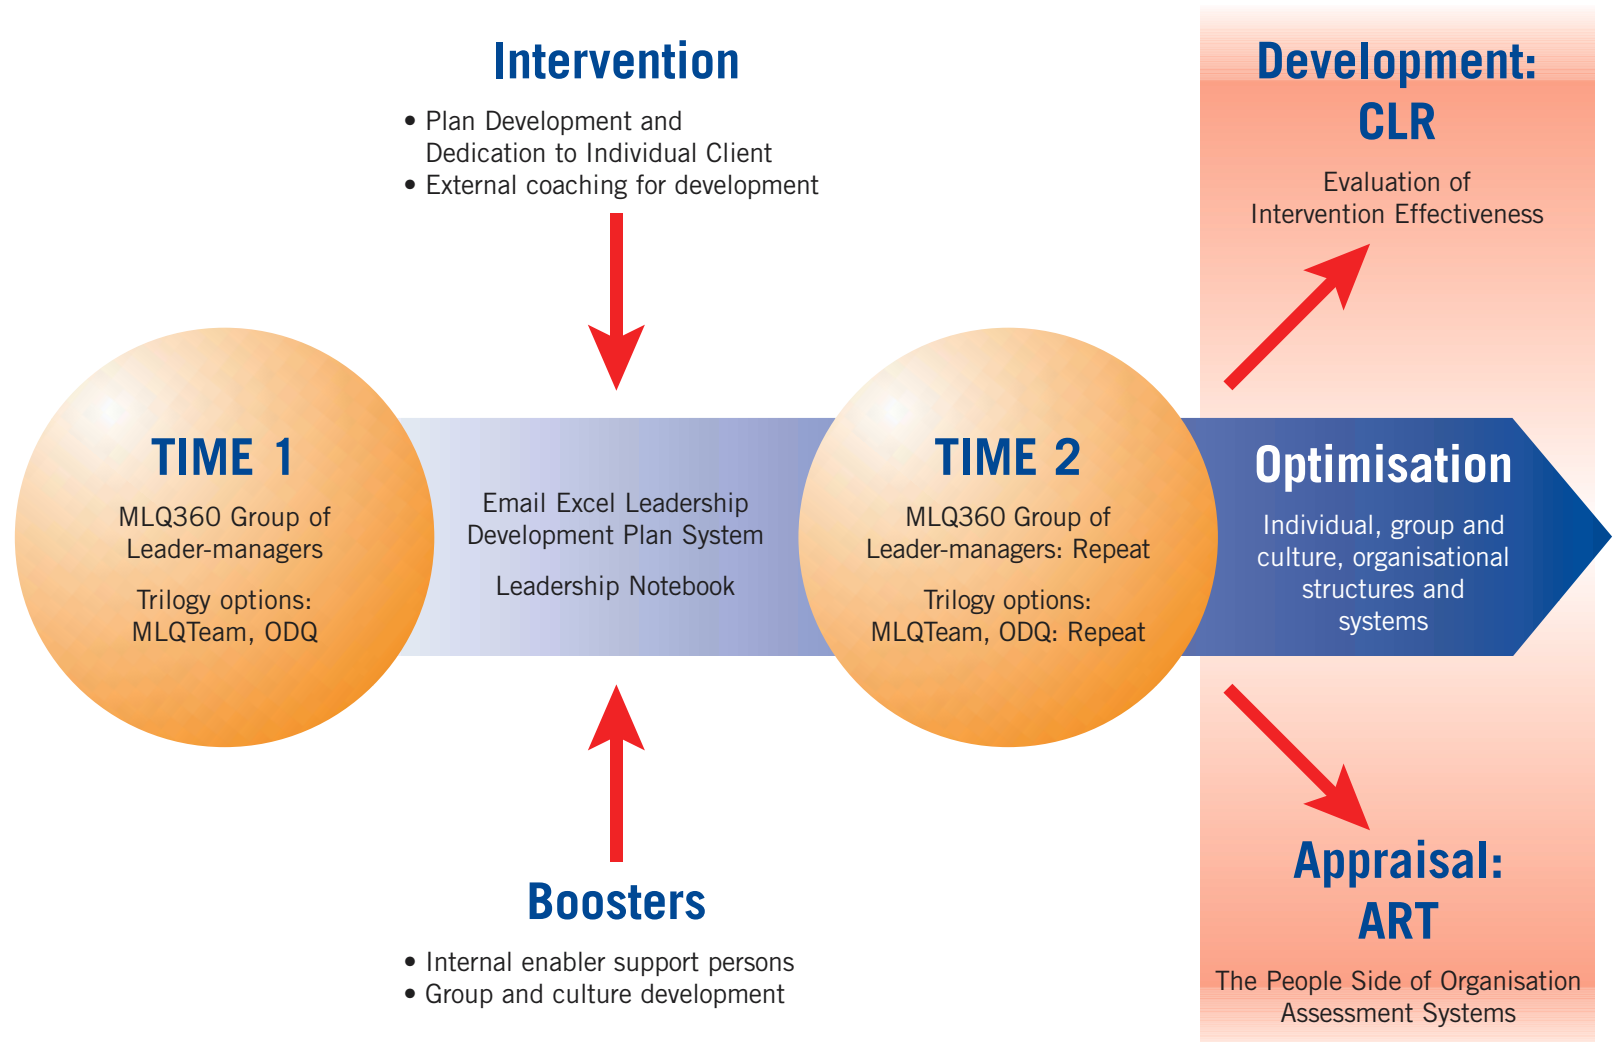 Intervention
• Plan Development and
Dedication to Individual Client
• External coaching for development
Development:
CLR
Evaluation of
Intervention Effectiveness
TIME 1
MLQ360 Group of
Leader-managers
Trilogy options:
MLQTeam, ODQ
Email Excel Leadership
Development Plan System
Leadership Notebook
TIME 2
MLQ360 Group of
Leader-managers: Repeat
Trilogy options:
MLQTeam, ODQ: Repeat
Optimisation
Individual, group and
culture, organisational
structures and
systems
Boosters
• Internal enabler support persons
• Group and culture development
Appraisal:
ART
The People Side of Organisation
Assessment Systems